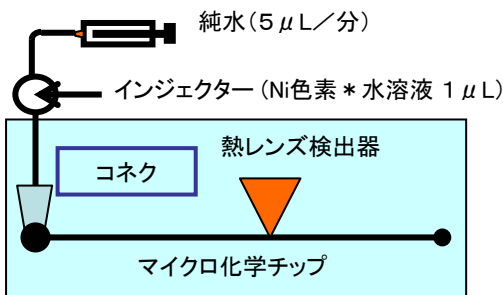 純水(5μL/分)
インジェクター(Ni色素*水溶液 1μL)
熱レンズ検出器
コネク
マイクロ化学チップ